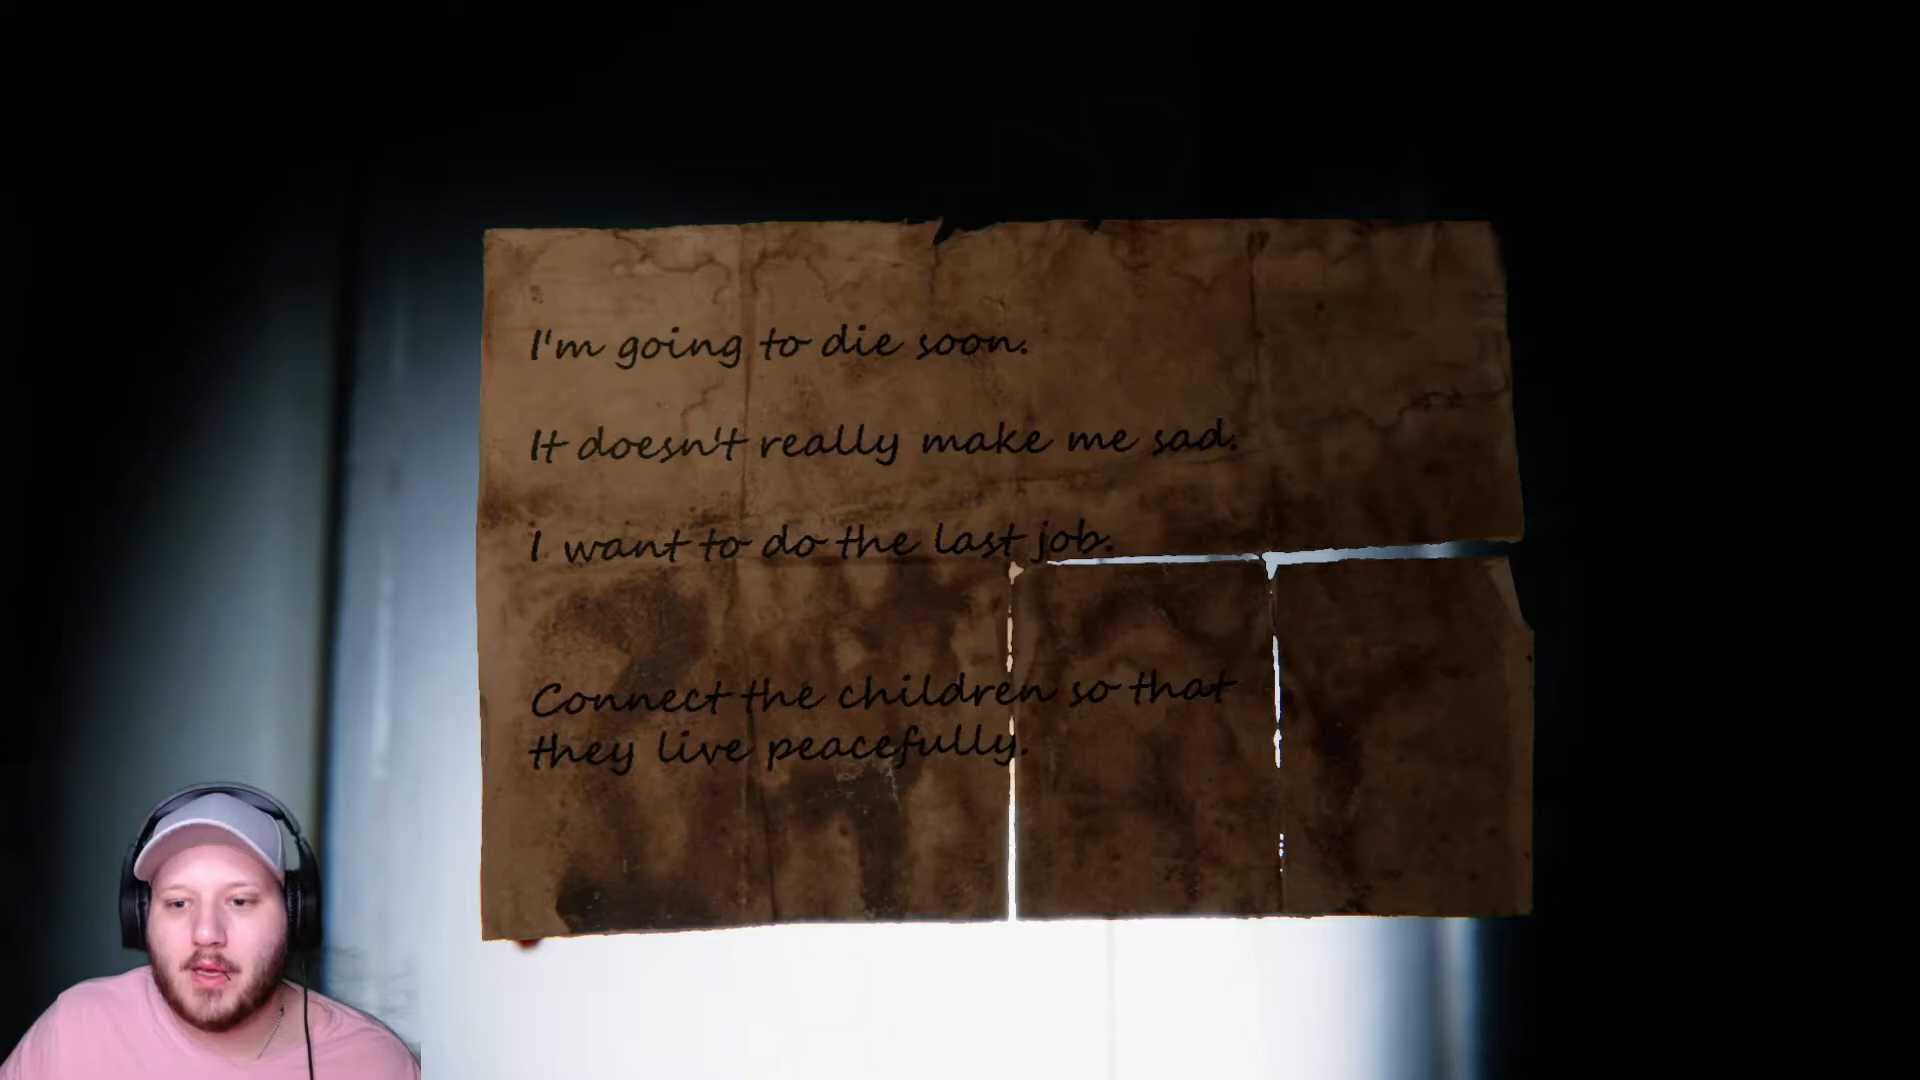 I'm going to die soon.
It doesn't really make me sad.
I want to do the last job.
Connect the children so that
they live peacefully.